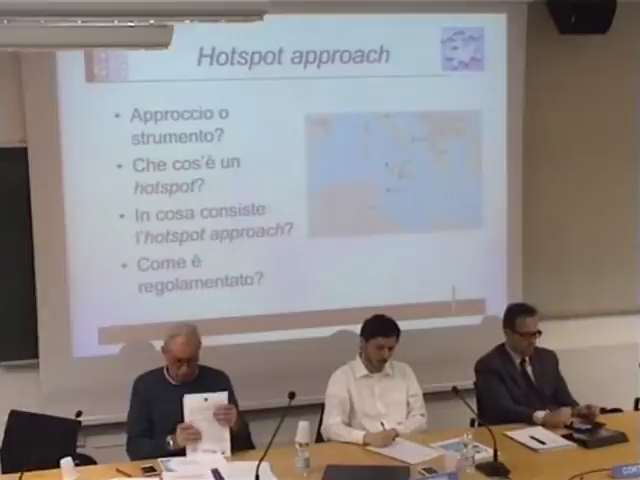 Hotspot approach
• Approccio o
strumento?
• Che cos'è un
hotspot?
• In cosa consiste
l'hotspot approach?
• Come è
regolamentato?